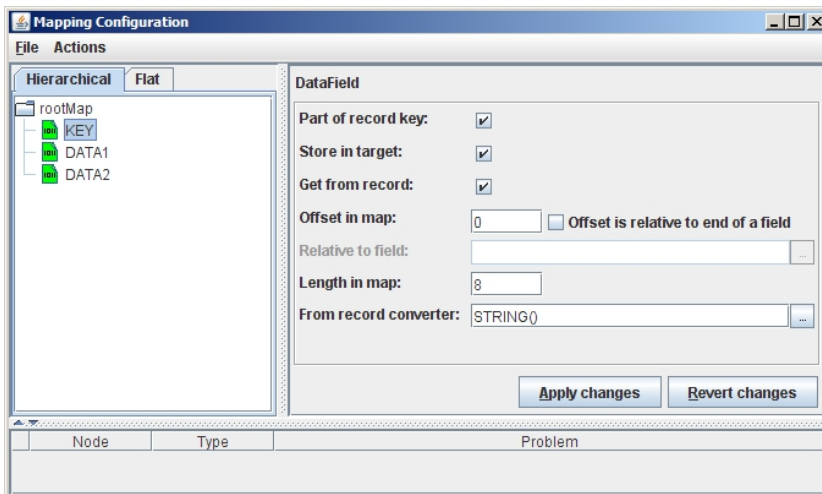 Mapping Configuration
File Actions
Hierarchical Flat
rootMap
KEY
DATA1
DATA2
DataField
Part of record key:
Store in target:
Get from record:
Offset in map: 0 Offset is relative to end of a field
Relative to field: ...
Length in map: 8
From record converter: STRING() ...
Apply changes Revert changes
Node Type Problem